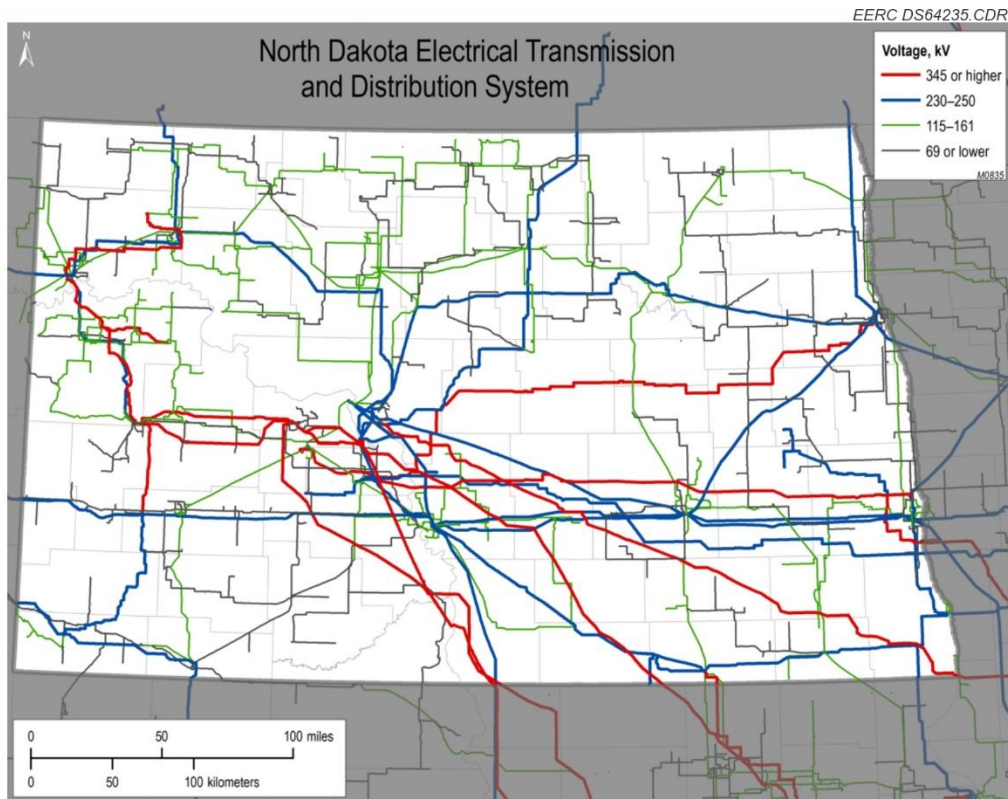 EERC DS64235.CDR
N
North Dakota Electrical Transmission
and Distribution System
Voltage, kV
345 or higher
230–250
115–161
69 or lower
M0835
0 50 100 miles
0 50 100 kilometers